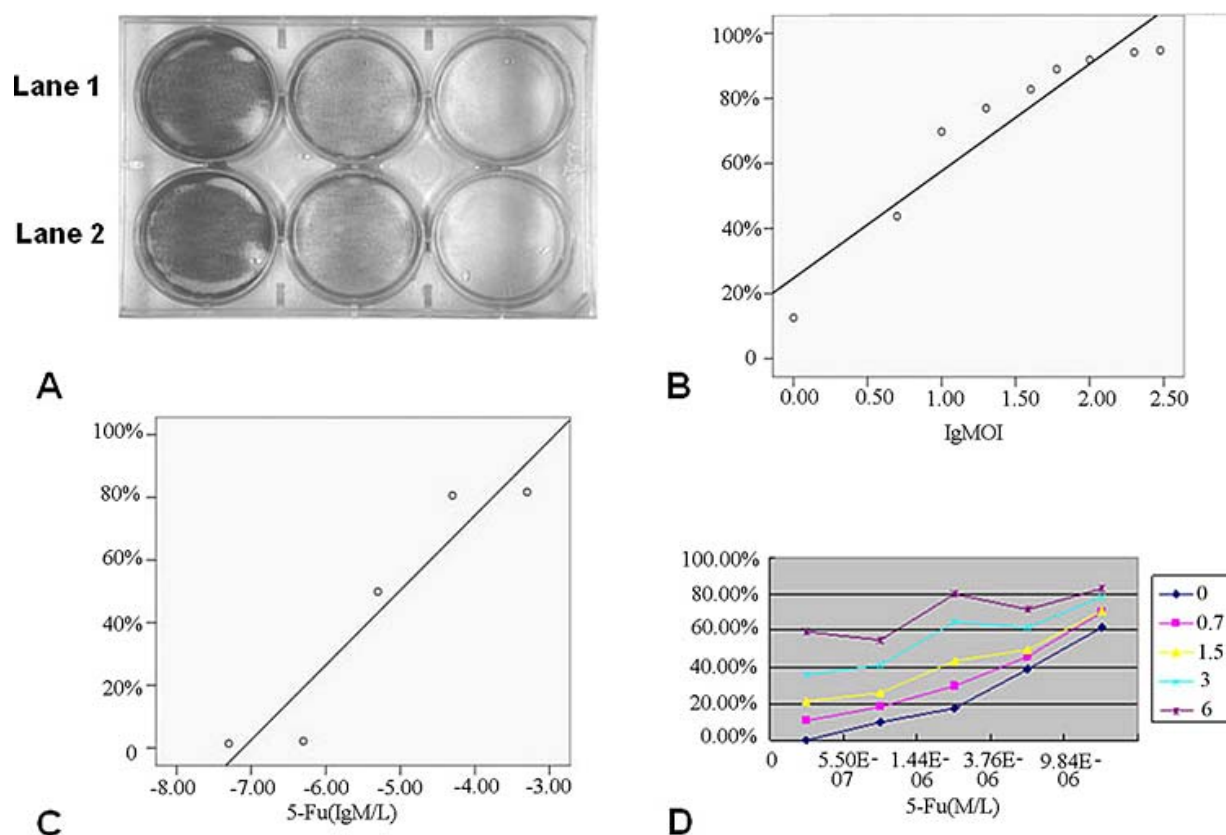 Lane 1
Lane 2
A
100%
80%
60%
40%
20%
0
0.00 0.50 1.00 1.50 2.00 2.50
IgMOI
B
100%
80%
60%
40%
20%
0
-8.00 -7.00 -6.00 -5.00 -4.00 -3.00
5-Fu(IgM/L)
C
100.00%
80.00%
60.00%
40.00%
20.00%
0.00%
0 5.50E-07 1.44E-06 3.76E-06 9.84E-06
5-Fu(M/L)
0
0.7
1.5
3
6
D